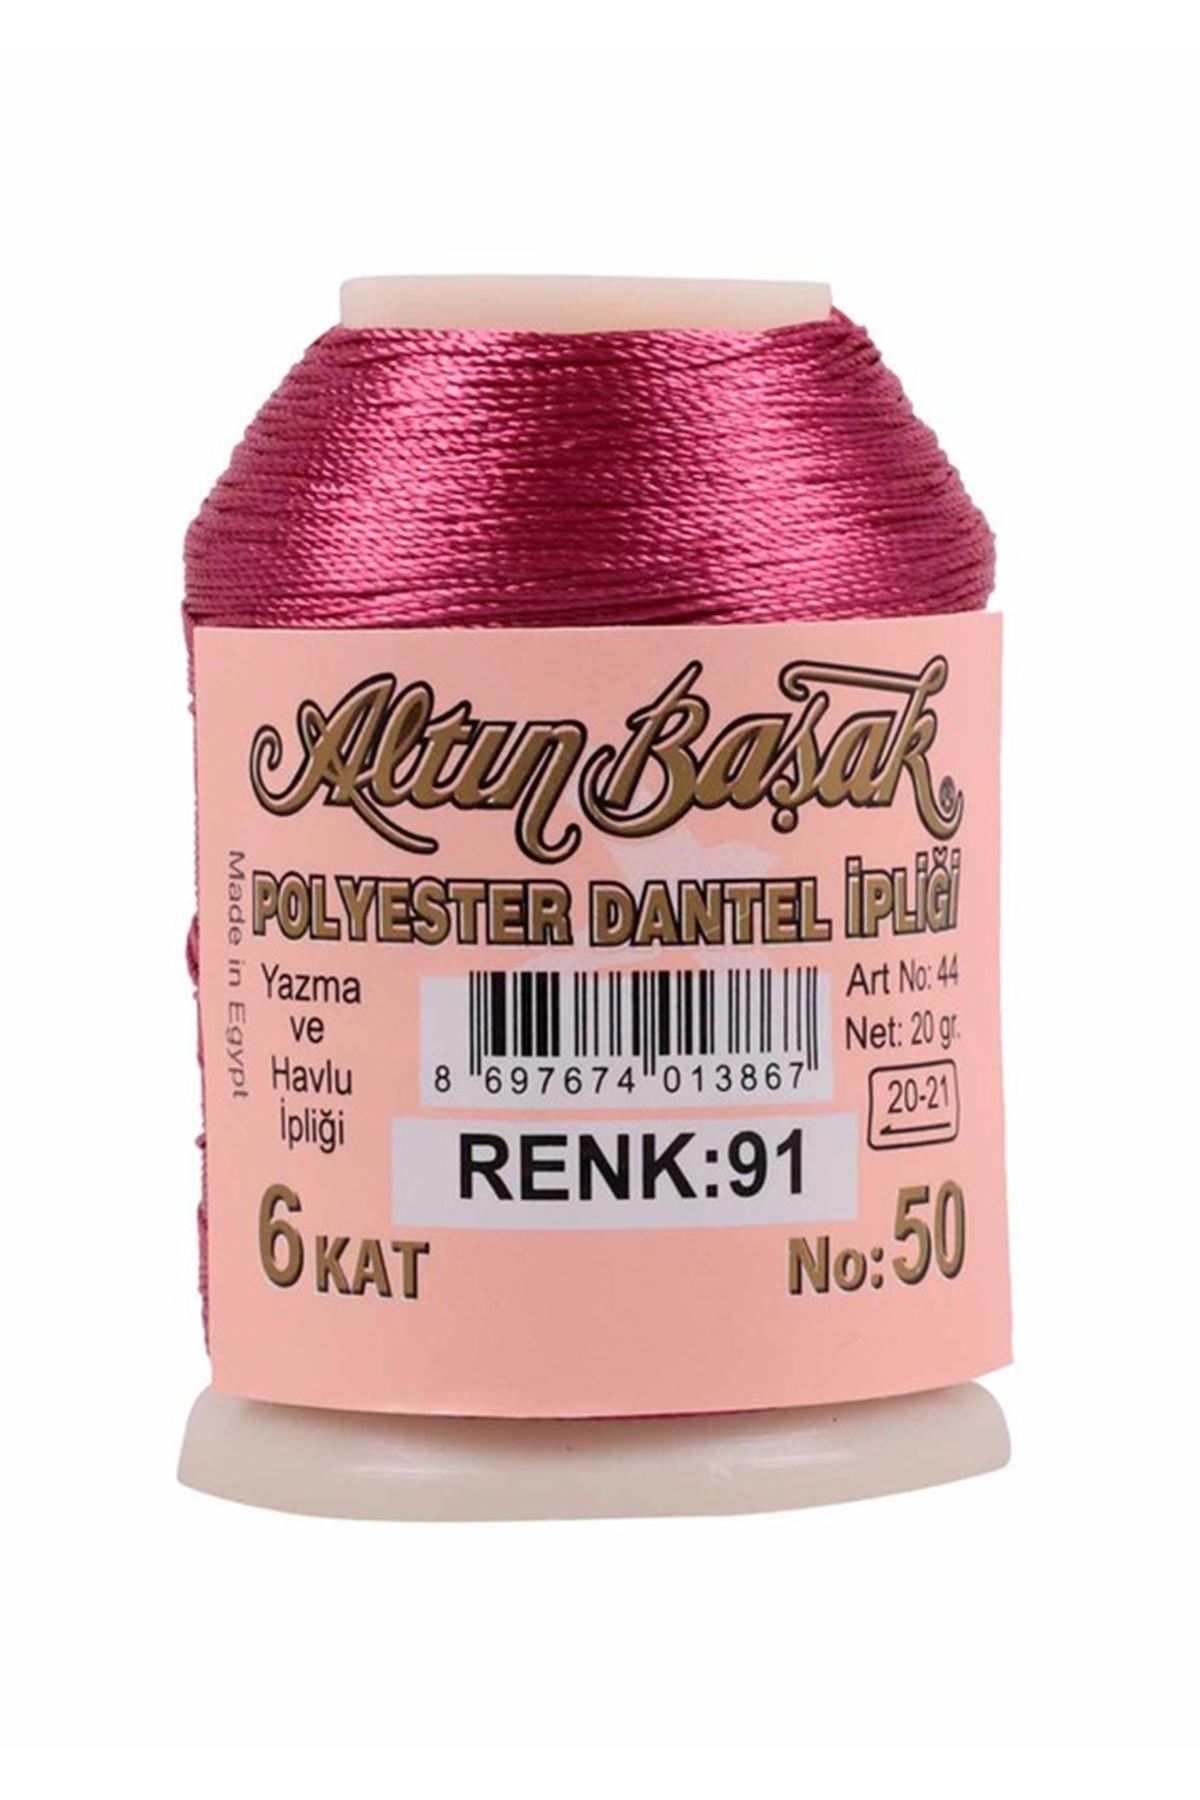 Altın Başak®
POLYESTER DANTEL İPLİĞİ
Made in Egypt
Yazma
ve
Havlu
İpliği
8 697674 013867
Art No: 44
Net: 20 gr.
20-21
RENK:91
6 KAT
No: 50